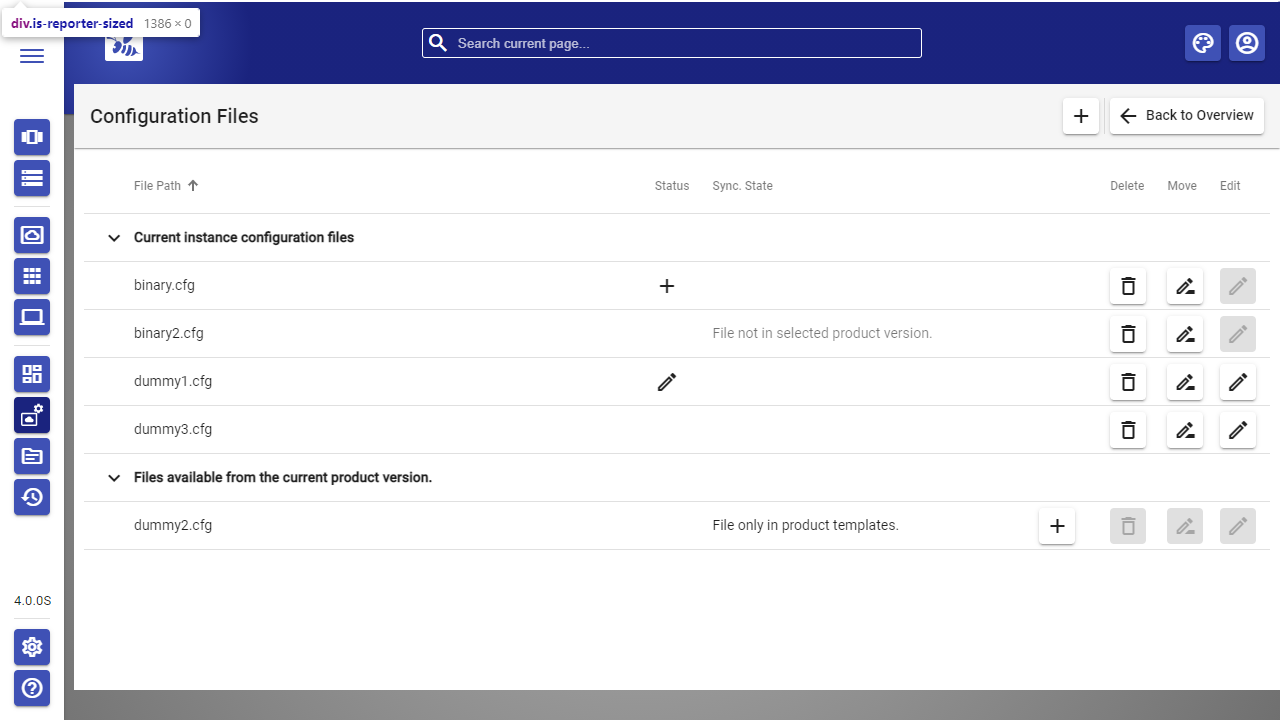 div.is-reporter-sized 1386 × 0
Search current page...
Configuration Files
Back to Overview
File Path Status Sync. State Delete Move Edit
Current instance configuration files
binary.cfg
binary2.cfg File not in selected product version.
dummy1.cfg
dummy3.cfg
Files available from the current product version.
dummy2.cfg File only in product templates.
4.0.0S